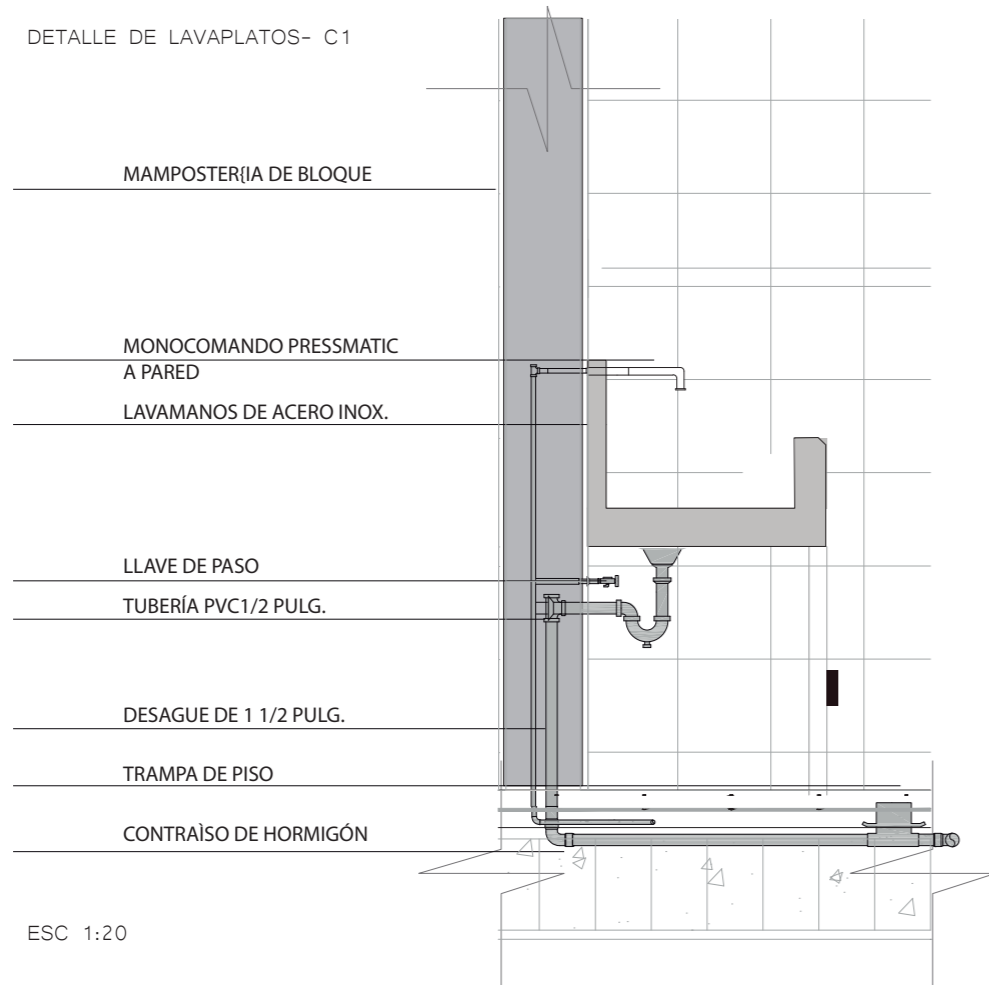 DETALLE DE LAVAPLATOS- C1
MAMPOSTER{IA DE BLOQUE
MONOCOMANDO PRESSMATIC
A PARED
LAVAMANOS DE ACERO INOX.
LLAVE DE PASO
TUBERÍA PVC1/2 PULG.
DESAGUE DE 1 1/2 PULG.
TRAMPA DE PISO
CONTRAÌSO DE HORMIGÓN
ESC 1:20